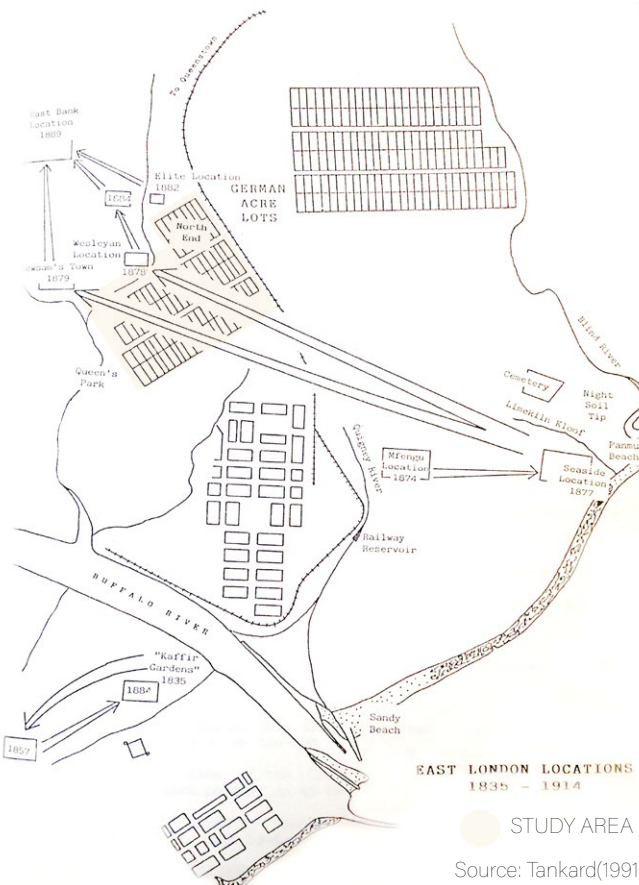 To Queenstown
East Bank
Location
1889
Elite Location
1882
1884
GERMAN
ACRE
LOTS
North
End
Wesleyan
Location
1878
wsam's Town
1879
Queen's
Park
Blind River
Cemetery
Night
Soil
Tip
Limekiln Kloof
Panmu
Beach
Quigney river
Mfengu
Location
1874
Seaside
Location
1877
Railway
Reservoir
BUFFALO RIVER
"Kaffir
Gardens"
1835
1884
1857
Sandy
Beach
EAST LONDON LOCATIONS
1835 - 1914
STUDY AREA
Source: Tankard(1991